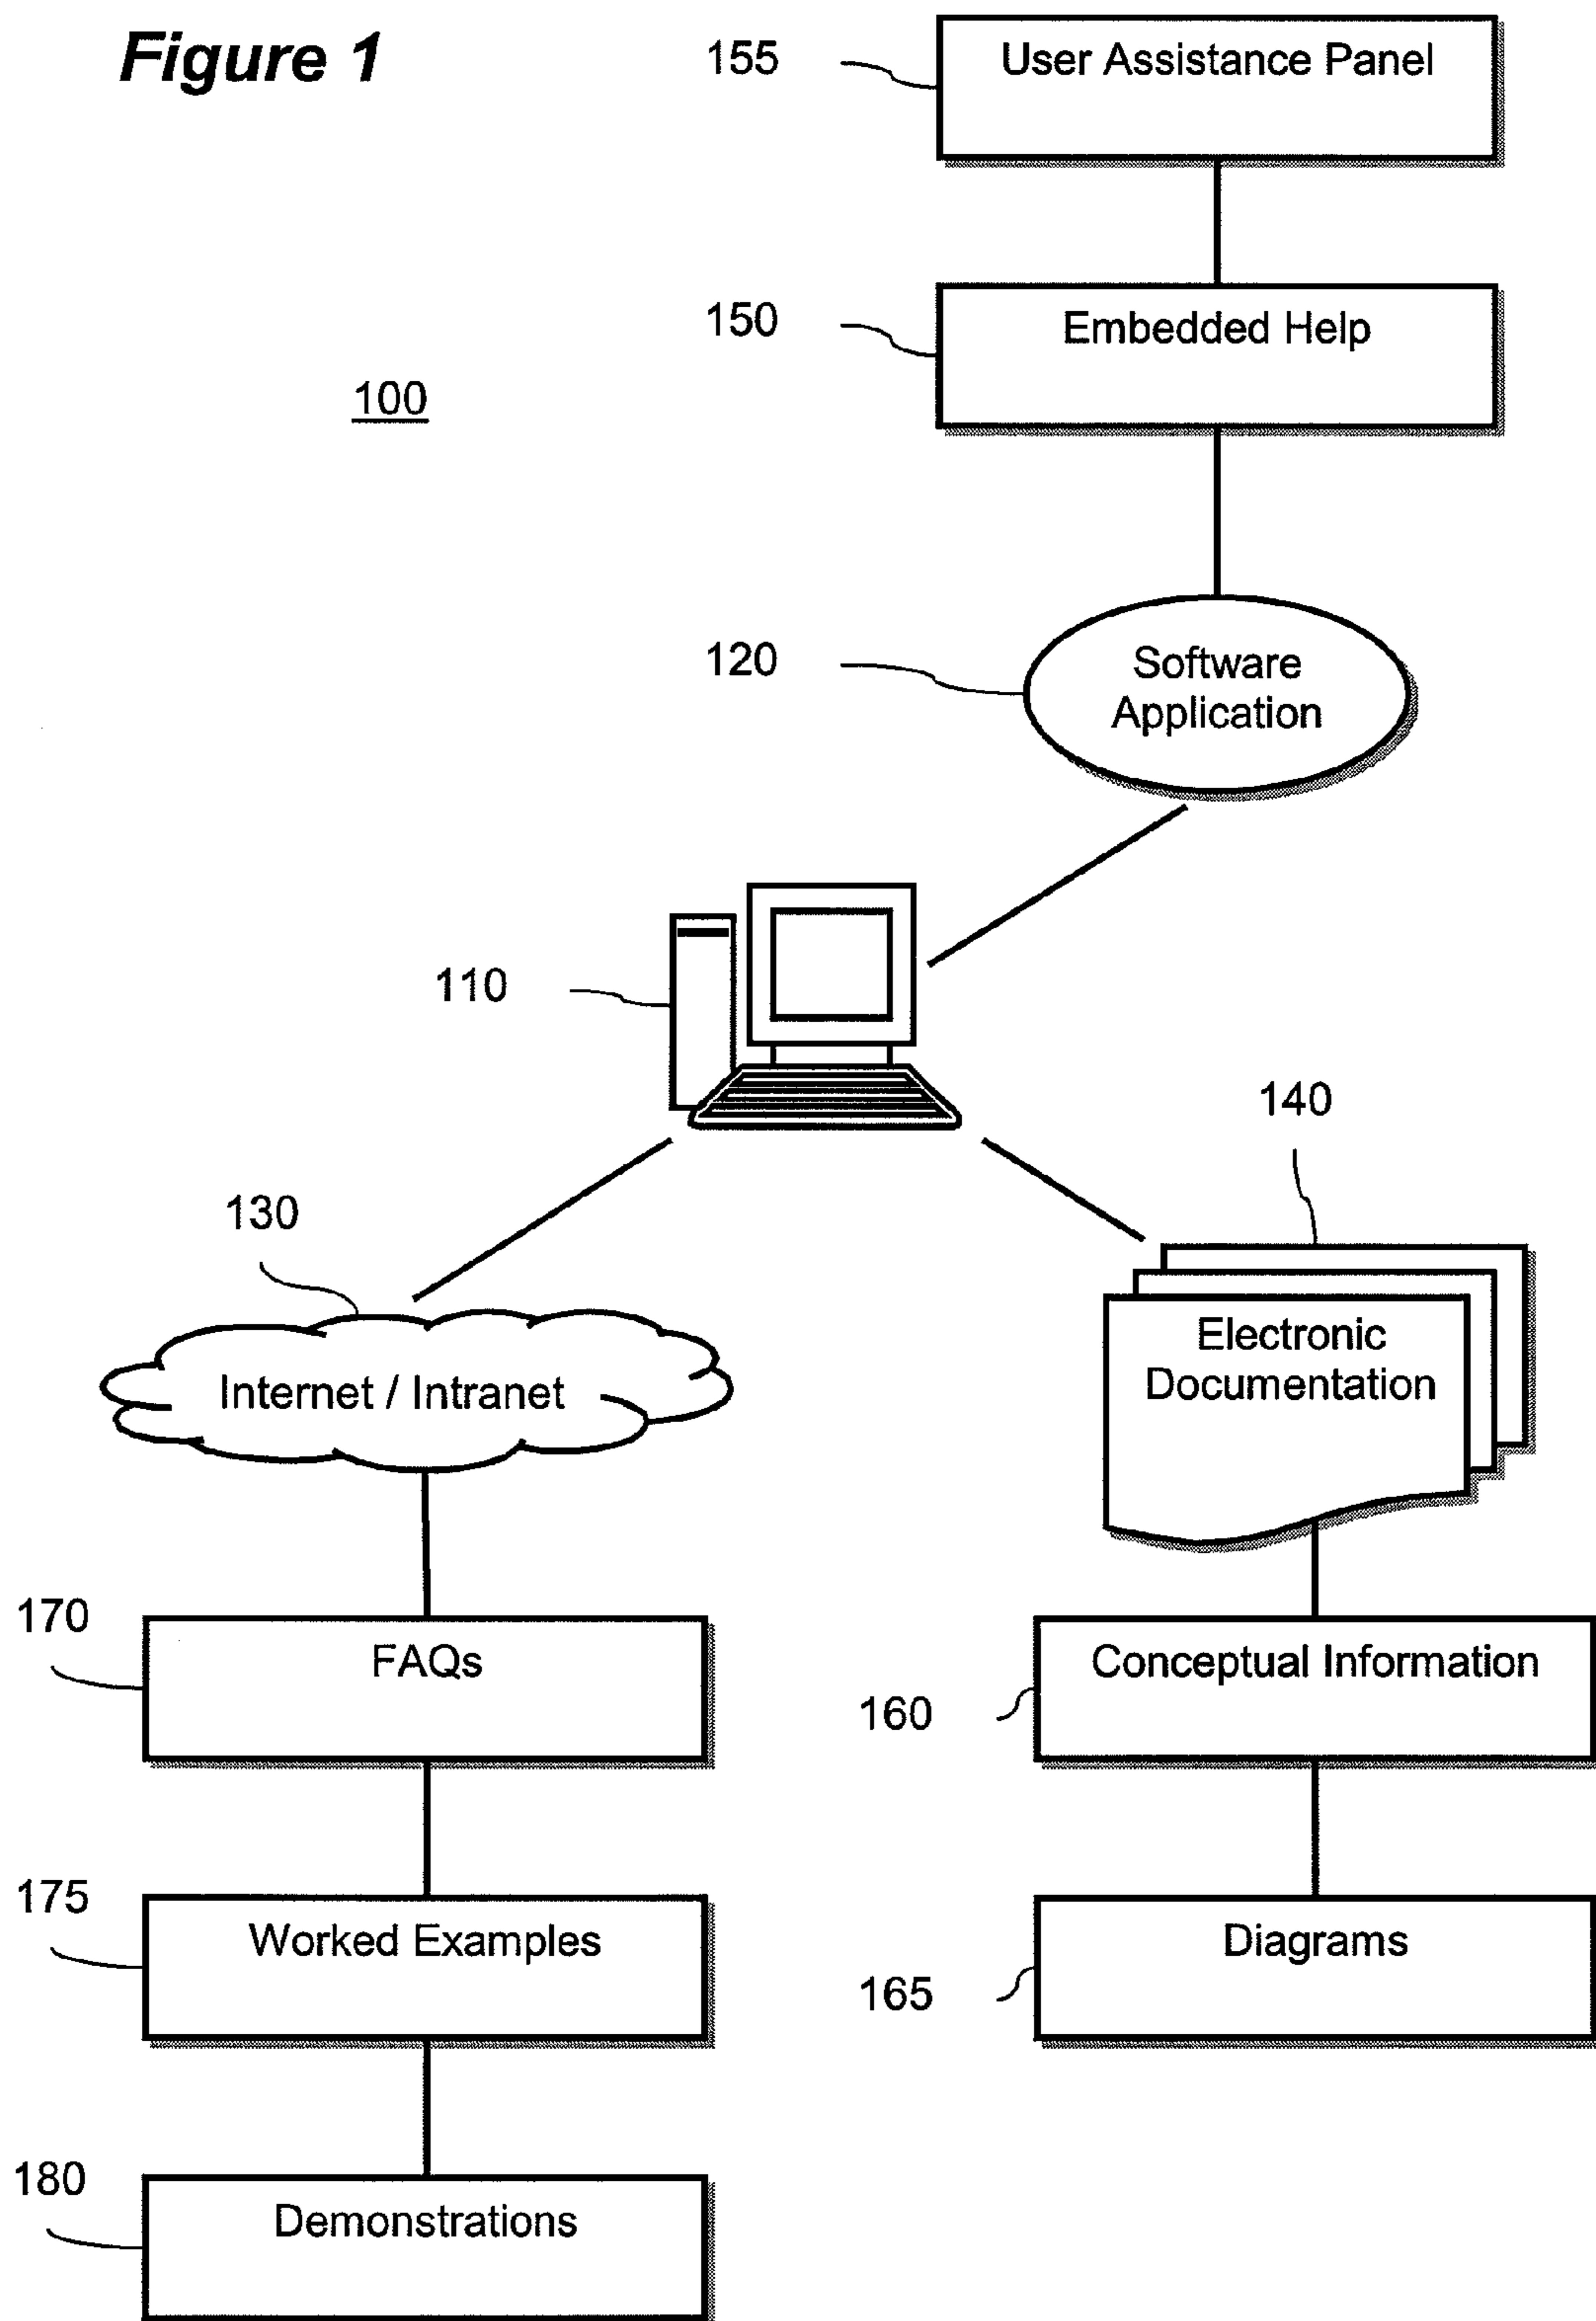 Figure 1
155
User Assistance Panel
150
Embedded Help
100
120
Software
Application
110
140
130
Internet / Intranet
Electronic
Documentation
170
FAQs
160
Conceptual Information
175
Worked Examples
165
Diagrams
180
Demonstrations